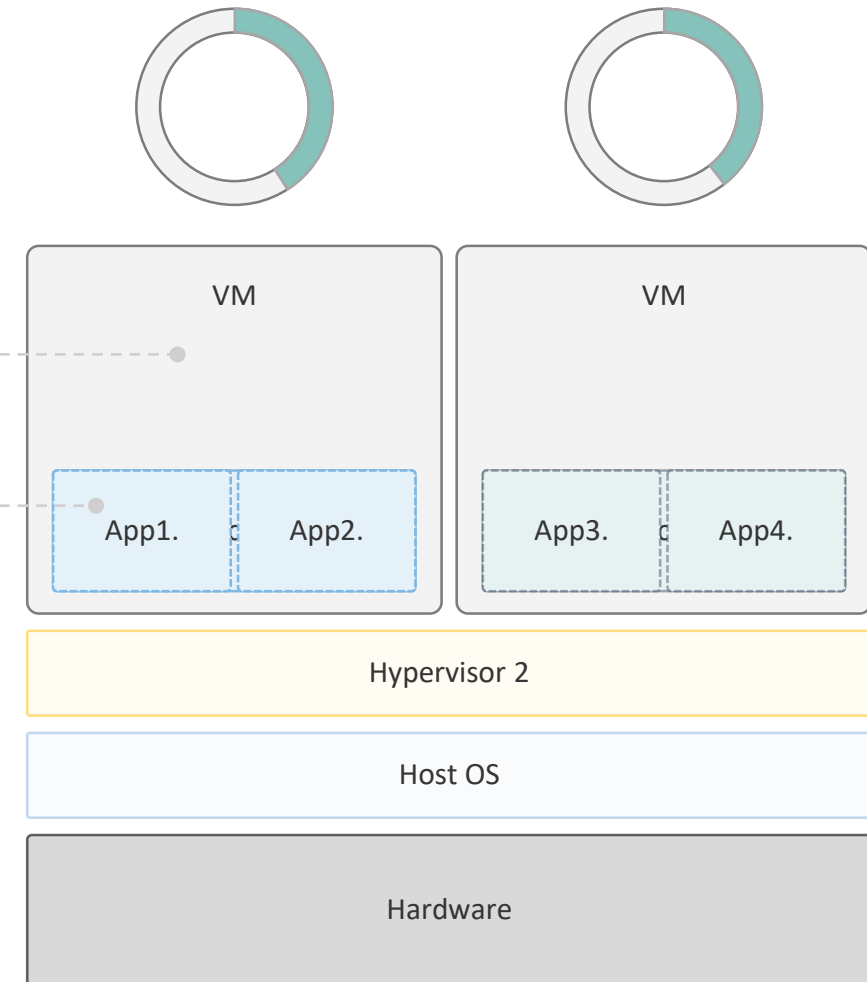 VM
VM
App1.
App2.
App3.
App4.
Hypervisor 2
Host OS
Hardware